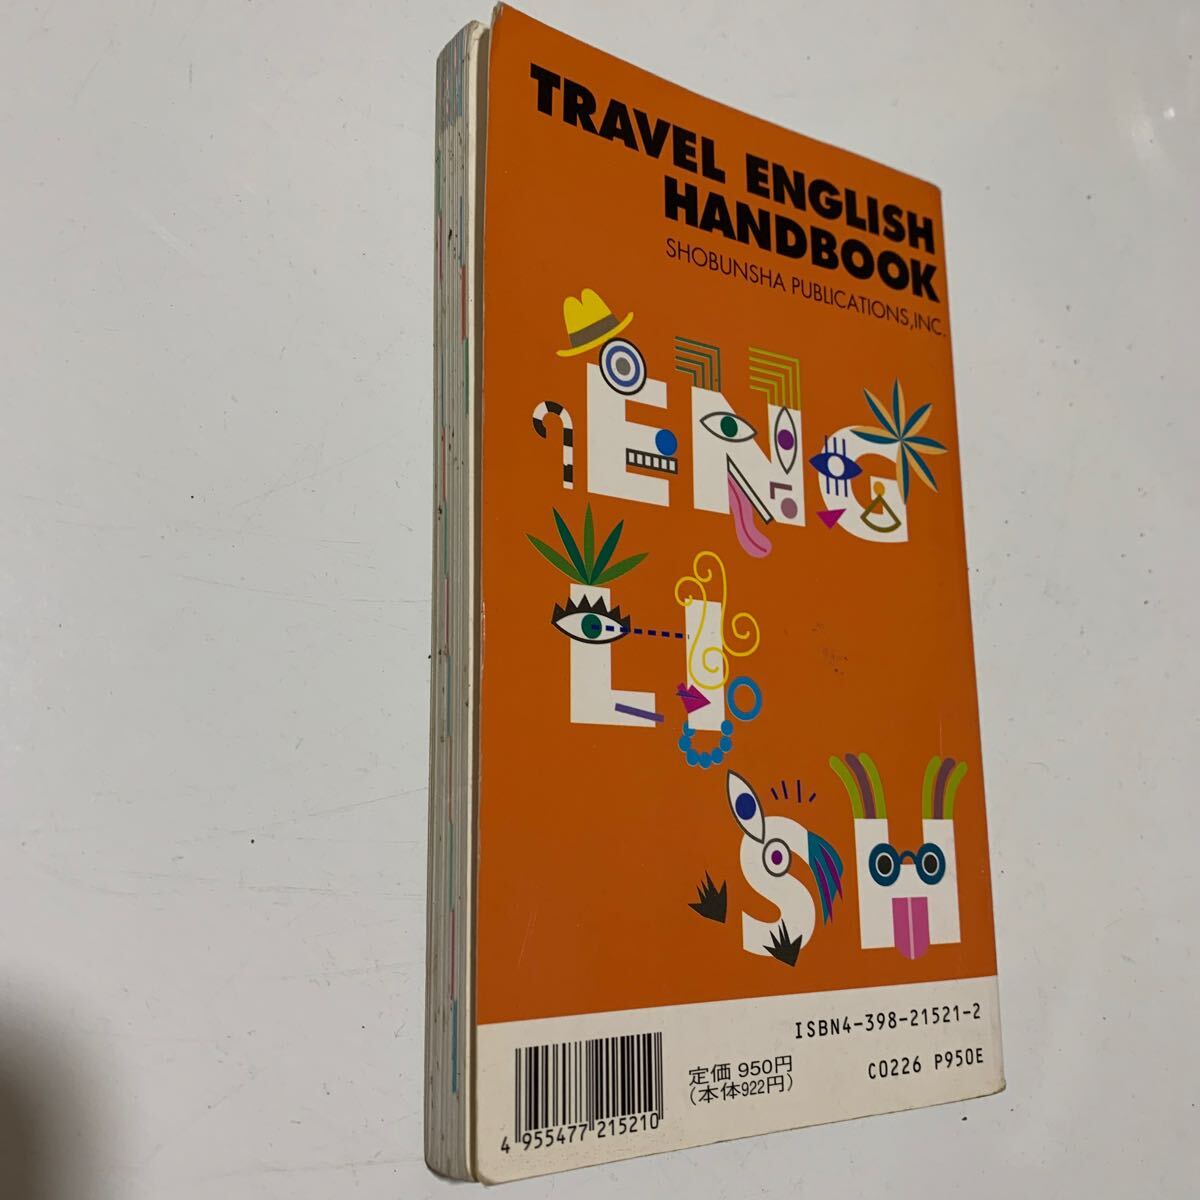 TRAVEL ENGLISH
HANDBOOK
SHOBUNSHA PUBLICATIONS,INC.
ENG
LI
SH
ISBN4-398-21521-2
定価 950円
(本体922円)
C0226 P950E
4 955477 215210